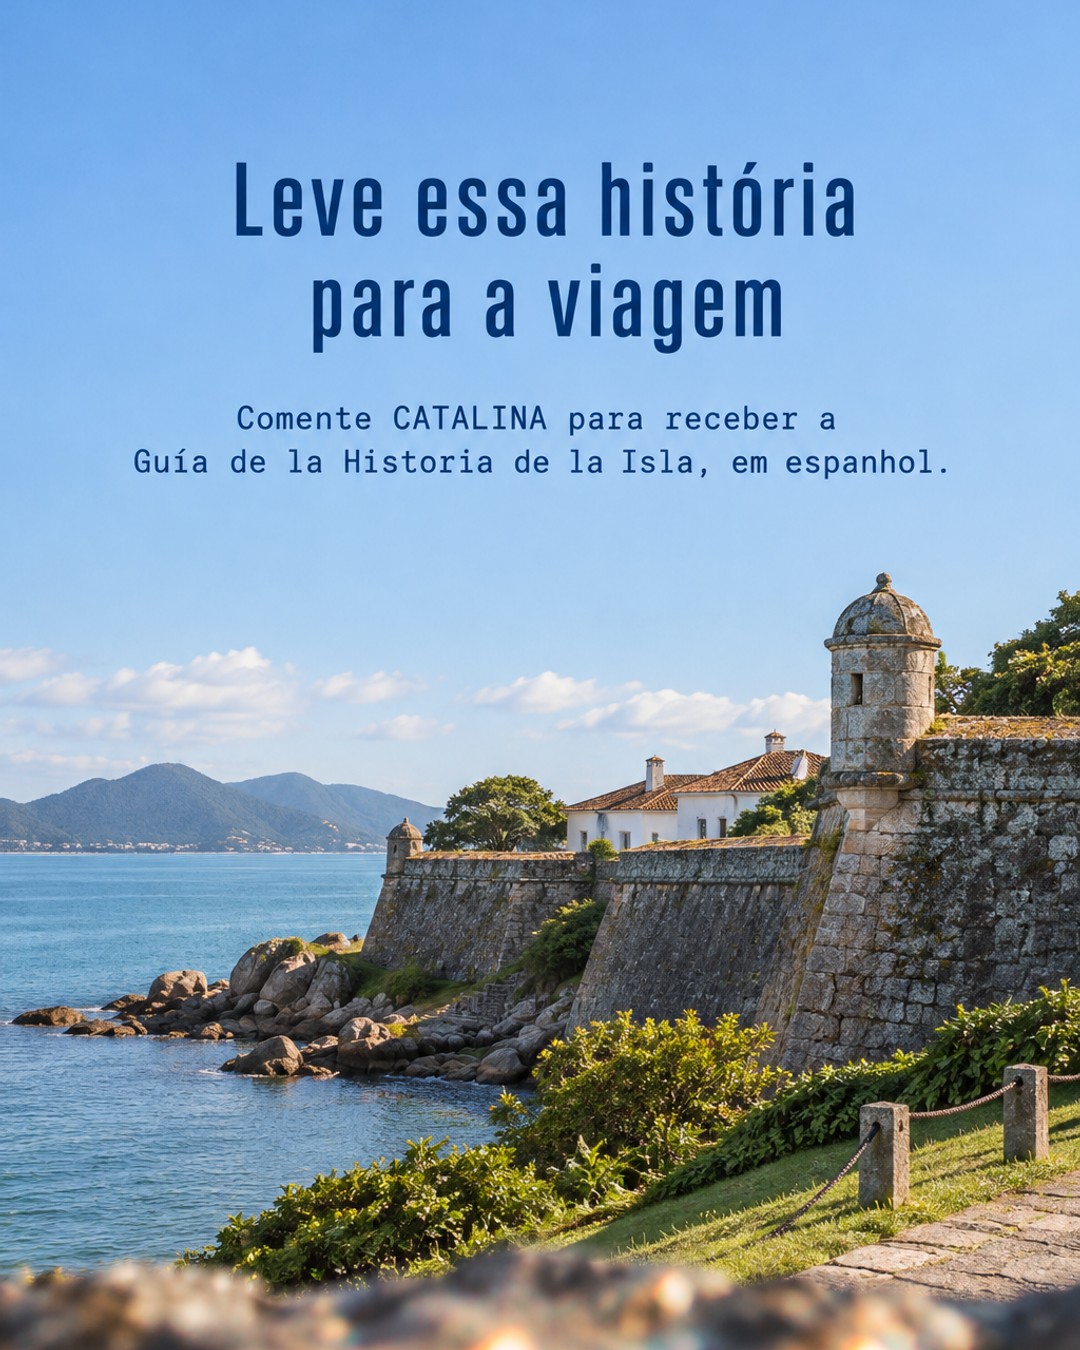 Leve essa história
para a viagem
Comente CATALINA para receber a
Guía de la Historia de la Isla, em espanhol.